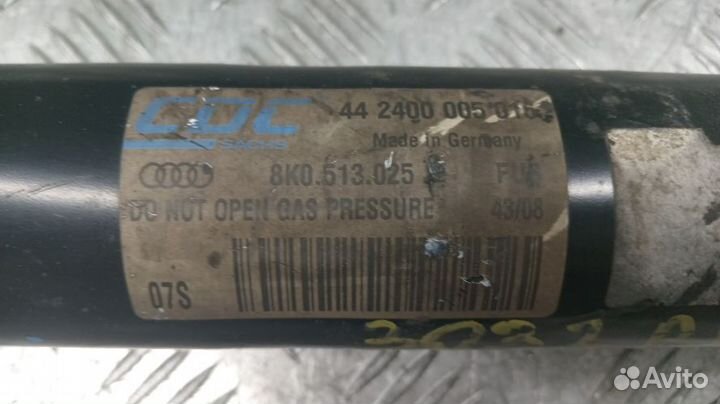 CDC 44 2400 005
SACHS Made in Germany
8K0.513.025
DO NOT OPEN GAS PRESSURE 43/08
07S
Avito